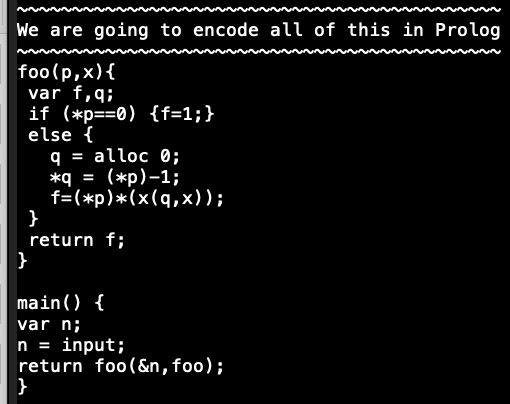 We are going to encode all of this in Prolog
foo(p,x){
 var f,q;
 if (*p==0) {f=1;}
 else {
   q = alloc 0;
   *q = (*p)-1;
   f=(*p)*(x(q,x));
 }
 return f;
}

main() {
var n;
n = input;
return foo(&n,foo);
}